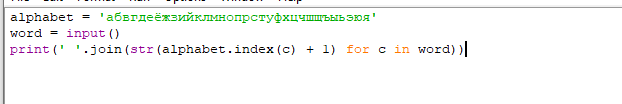 alphabet = 'абвгдеёжзийклмнопрстуфхцчшщъыьэюя'
word = input()
print(' '.join(str(alphabet.index(c) + 1) for c in word))